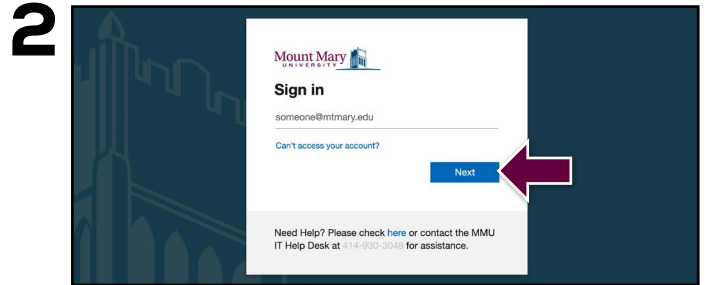 2
Mount Mary
UNIVERSITY
Sign in
someone@mtmary.edu
Can't access your account?
Next
Need Help? Please check here or contact the MMU
IT Help Desk at 414-930-3048 for assistance.